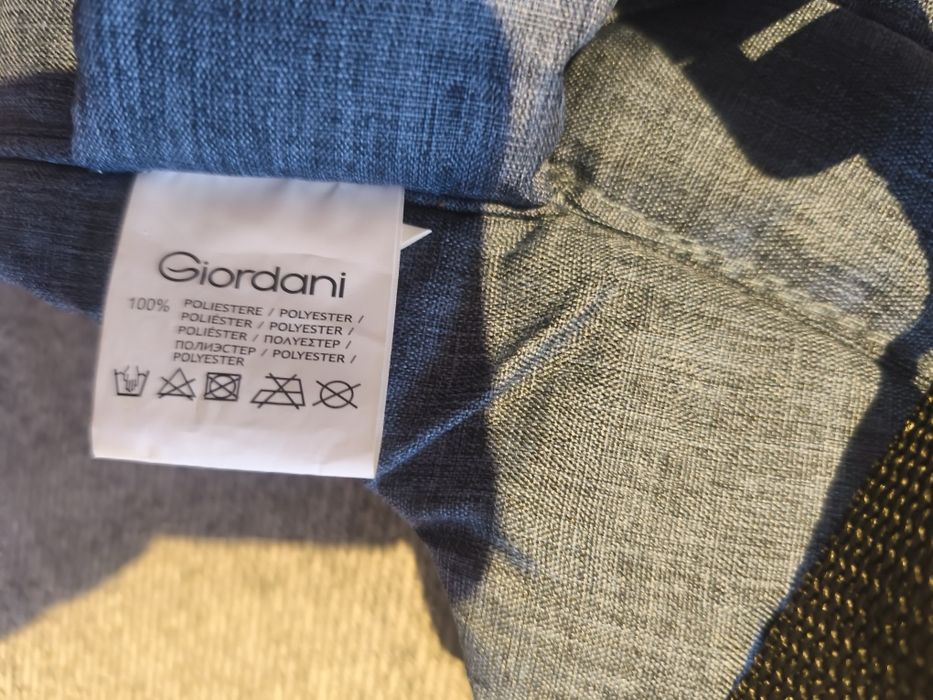 Giordani
100% POLIESTERE / POLYESTER /
POLIÉSTER / POLYESTER /
POLIÉSTER / ΠΟΛΥΕΣΤΕΡ /
ПОЛИЭСТЕР / POLYESTER /
POLYESTER